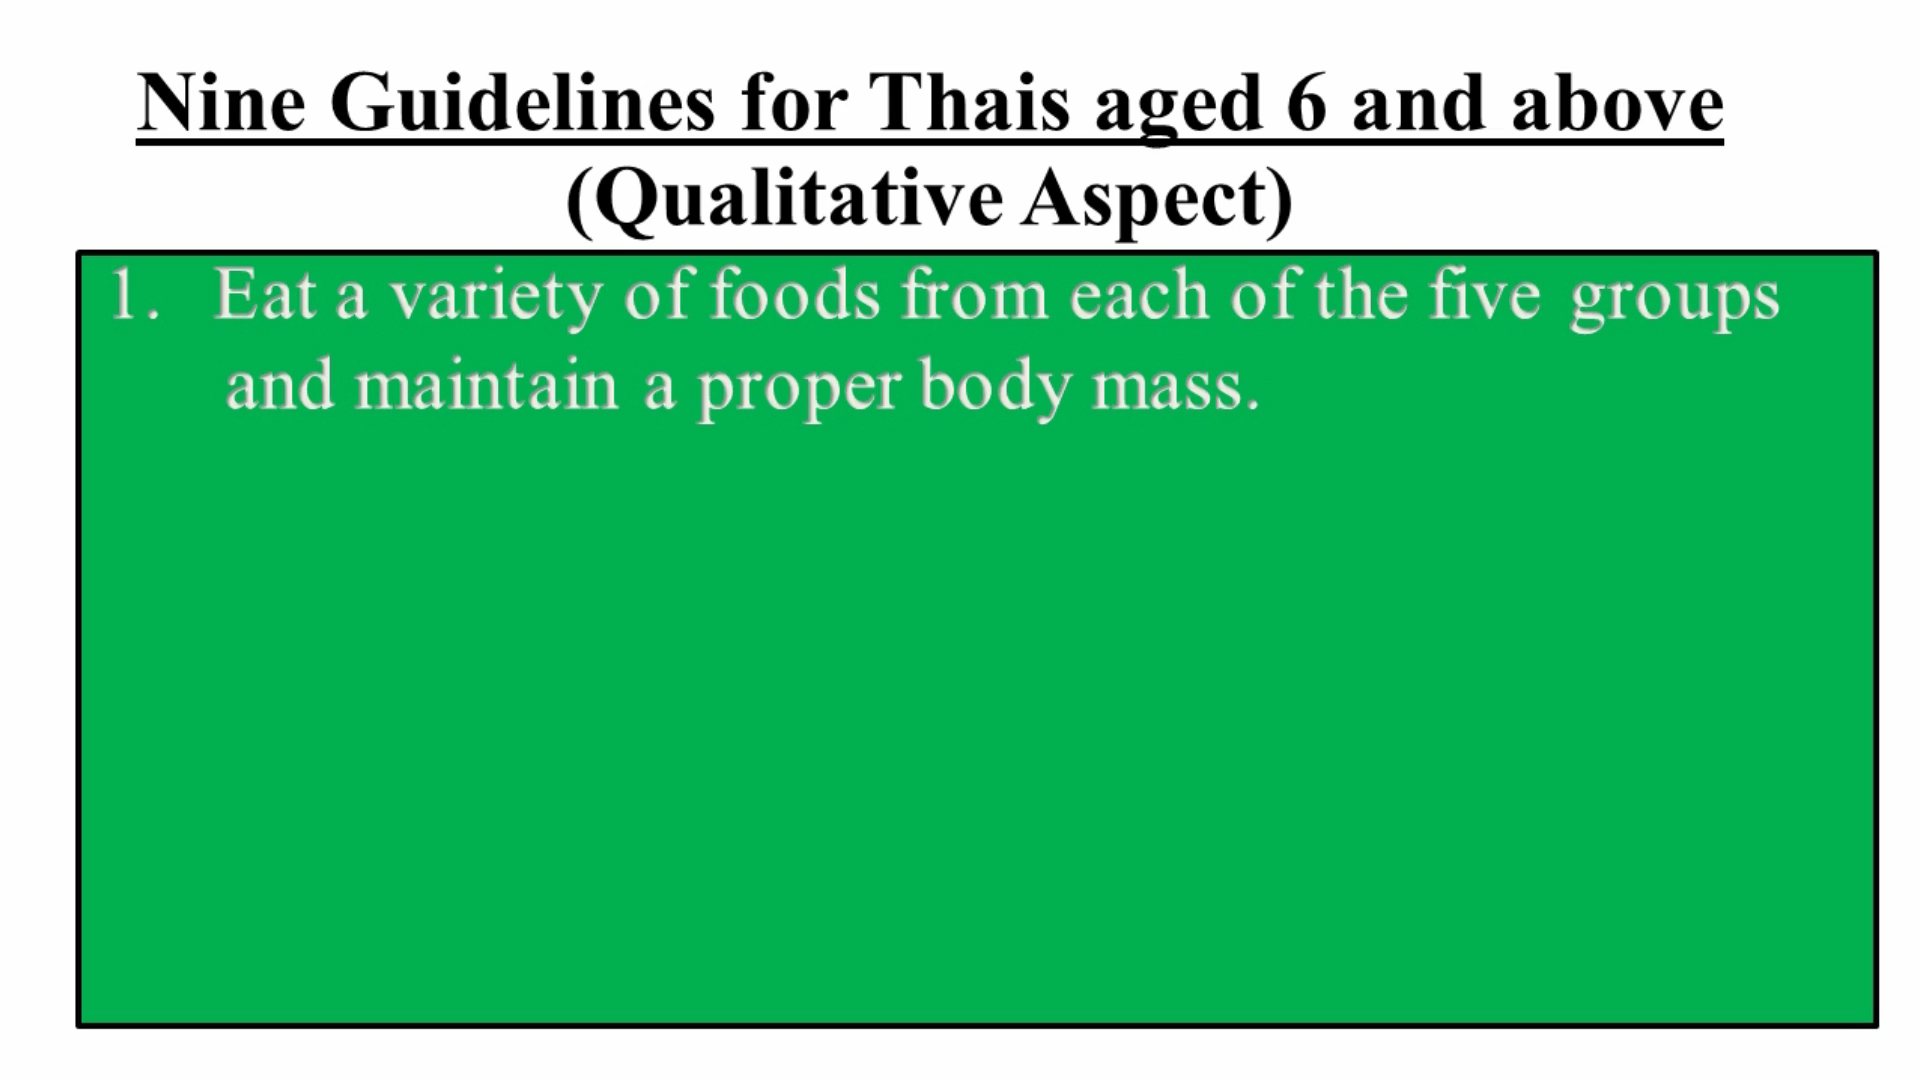 Nine Guidelines for Thais aged 6 and above
(Qualitative Aspect)
1. Eat a variety of foods from each of the five groups
and maintain a proper body mass.